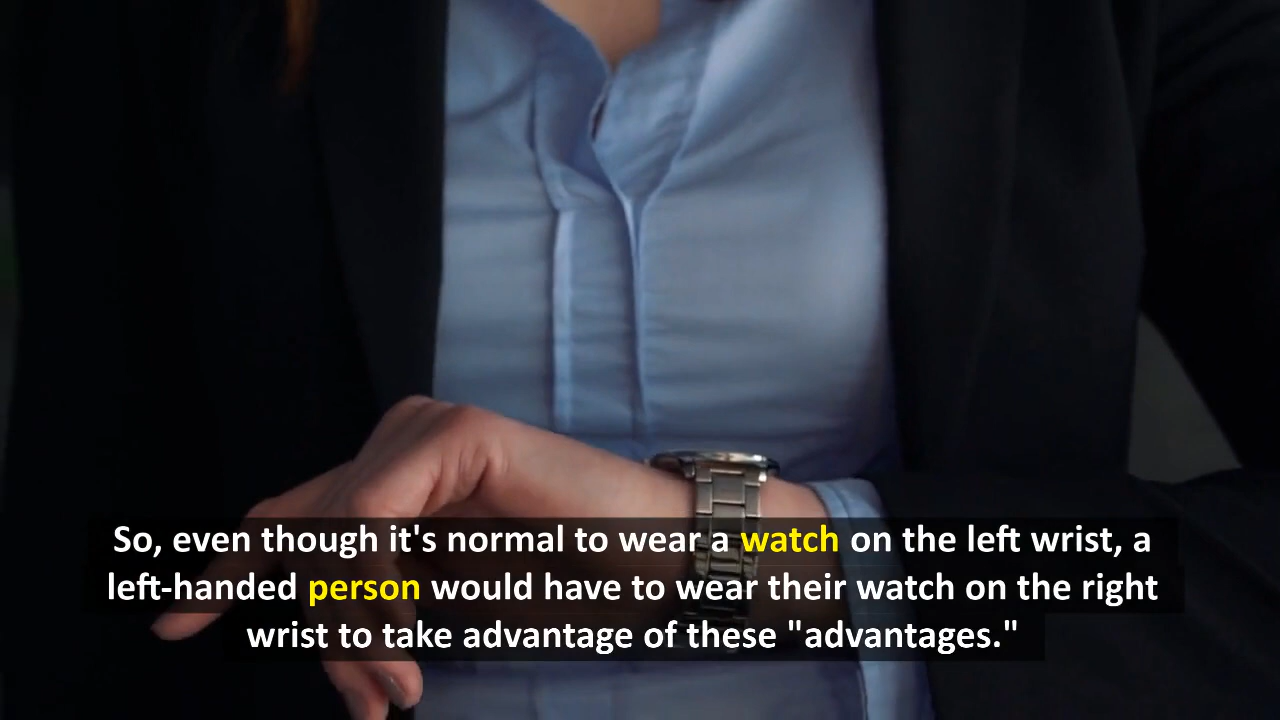 So, even though it's normal to wear a watch on the left wrist, a
left-handed person would have to wear their watch on the right
wrist to take advantage of these "advantages."